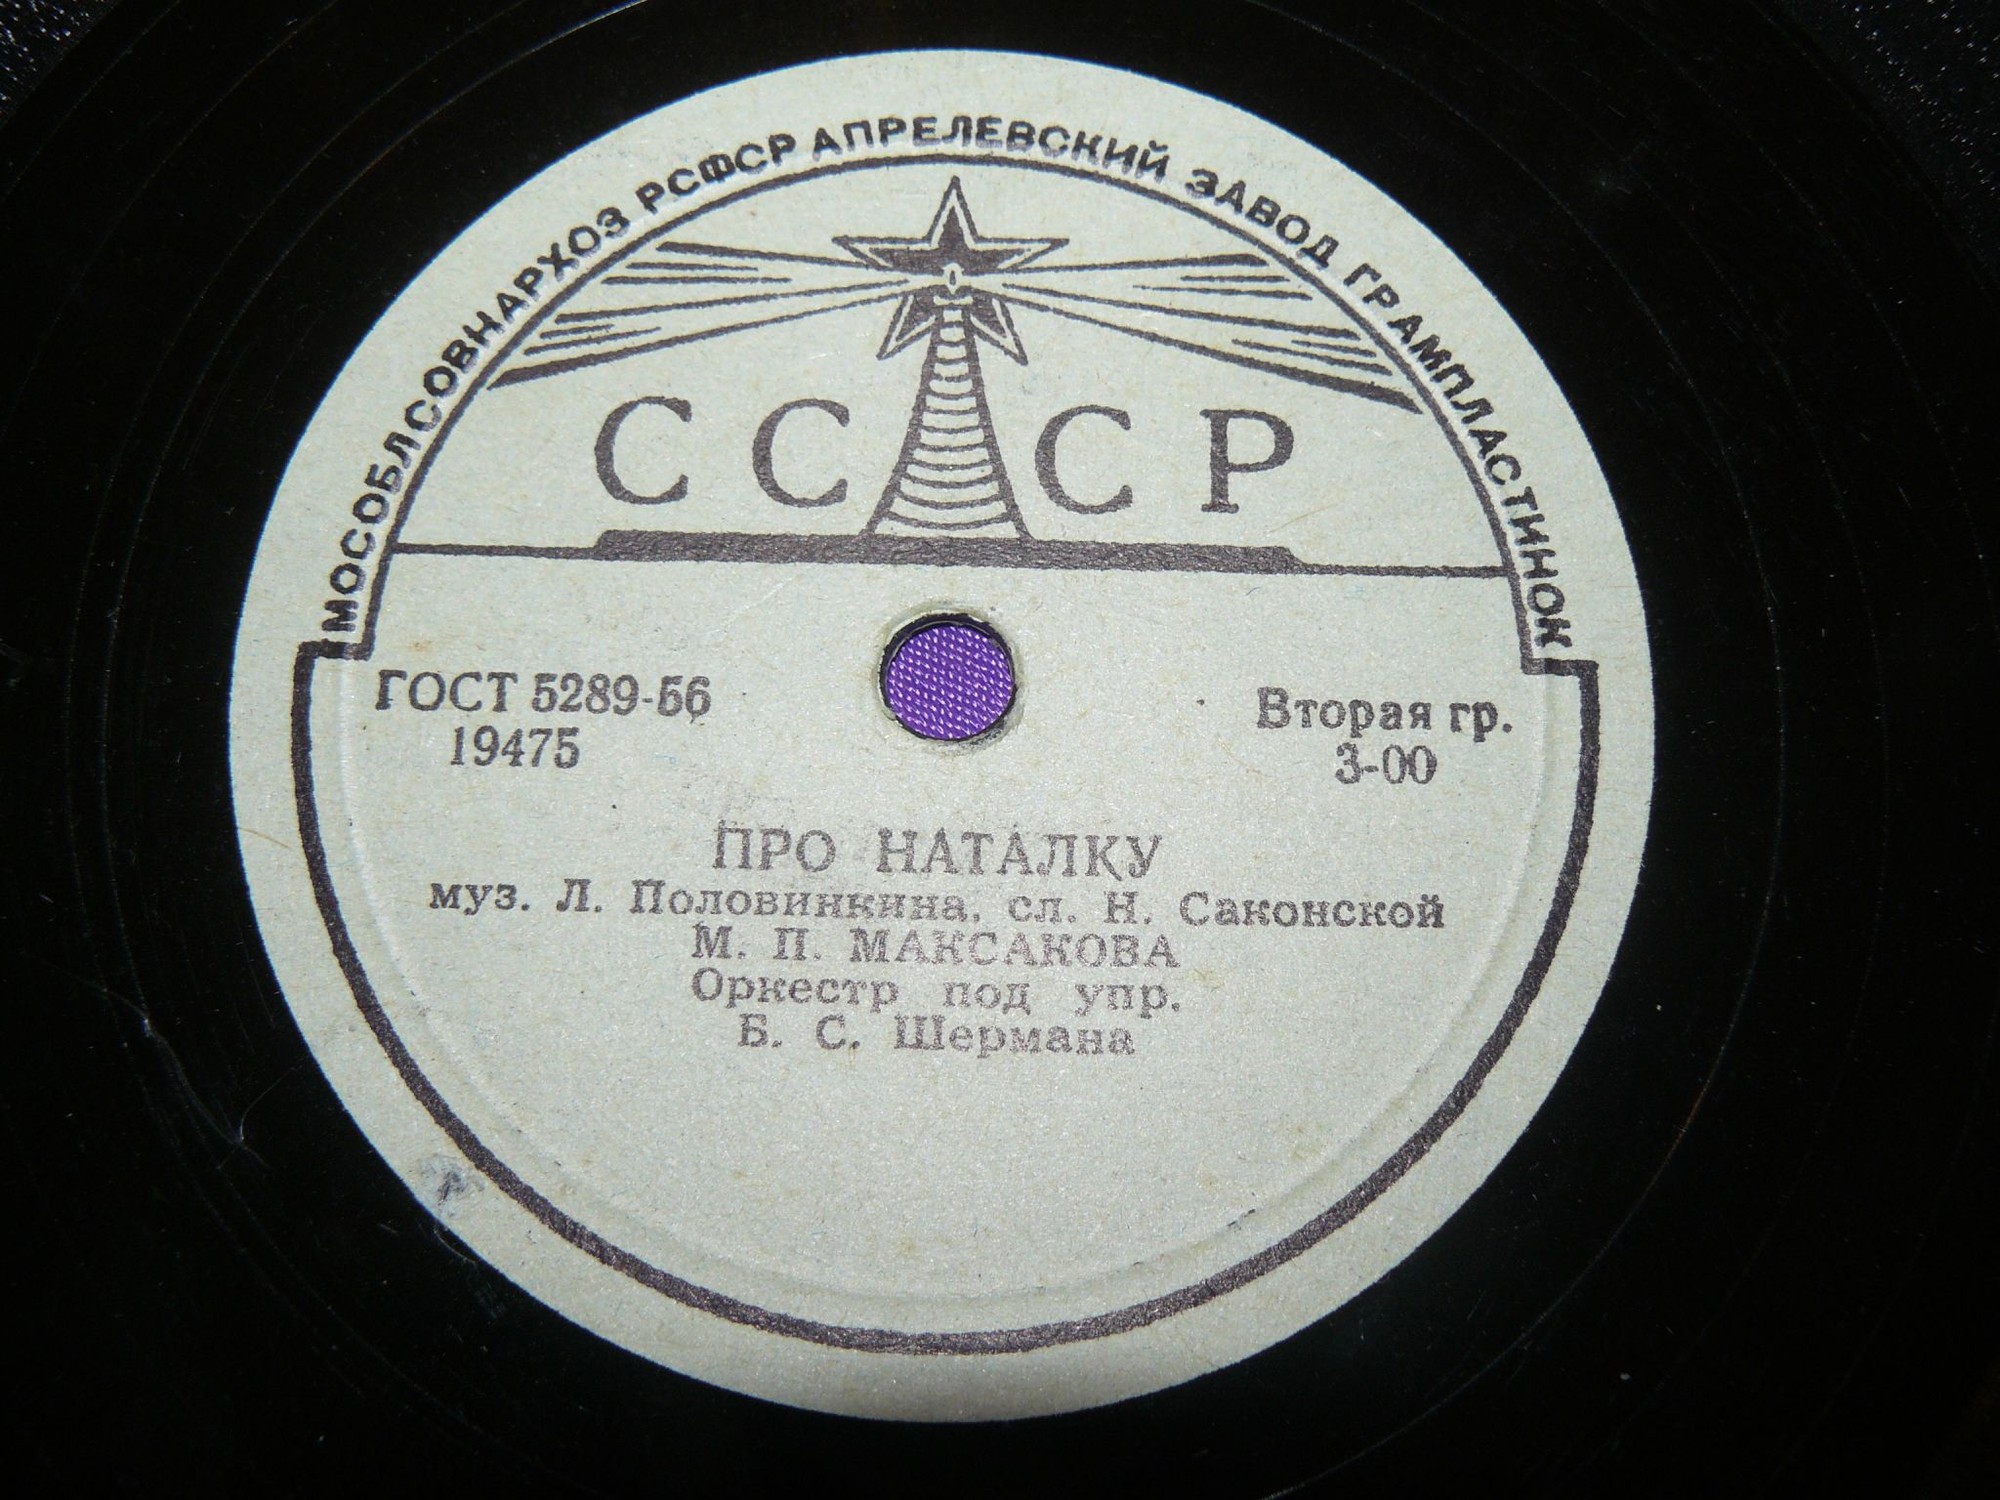 МОСОБЛСОВНАРХОЗ РСФСР АПРЕЛЕВСКИЙ ЗАВОД ГРАМПЛАСТИНОК
СССР
ГОСТ 5289-56
19475
Вторая гр.
3-00
ПРО НАТАЛКУ
муз. Л. Половинкина, сл. Н. Саконской
М. П. МАКСАКОВА
Оркестр под упр.
Б. С. Шермана